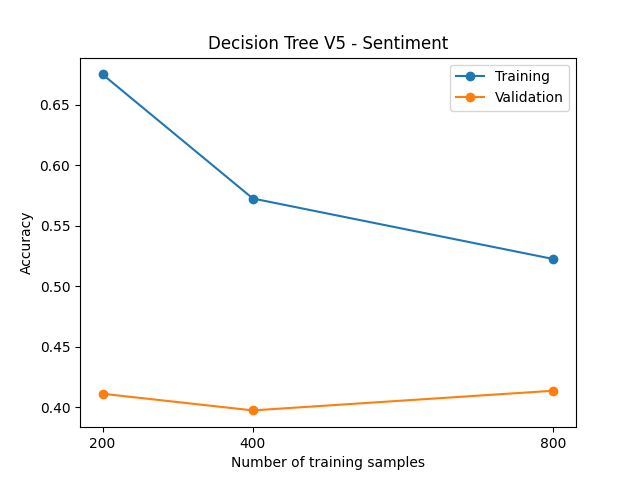 Decision Tree V5 - Sentiment
Training
Validation
0.65
0.60
0.55
0.50
0.45
0.40
Accuracy
200
400
800
Number of training samples